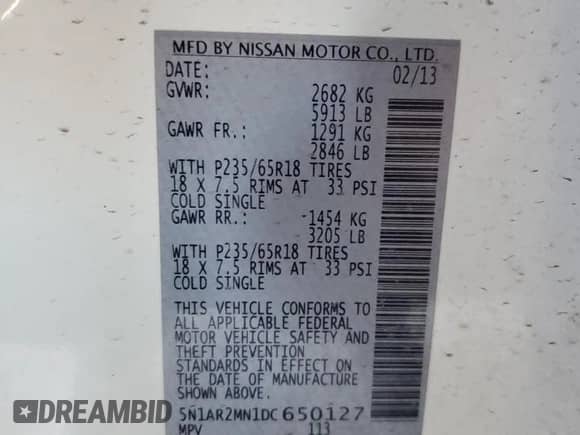 MFD BY NISSAN MOTOR CO., LTD.
DATE: 02/13
GVWR: 2682 KG
5913 LB
GAWR FR.: 1291 KG
2846 LB
WITH P235/65R18 TIRES
18 X 7.5 RIMS AT 33 PSI
COLD SINGLE
GAWR RR.: 1454 KG
3205 LB
WITH P235/65R18 TIRES
18 X 7.5 RIMS AT 33 PSI
COLD SINGLE
THIS VEHICLE CONFORMS TO
ALL APPLICABLE FEDERAL
MOTOR VEHICLE SAFETY AND
THEFT PREVENTION
STANDARDS IN EFFECT ON
THE DATE OF MANUFACTURE
SHOWN ABOVE.
5N1AR2MN1DC650127
MPV 113
BIDHISTORY